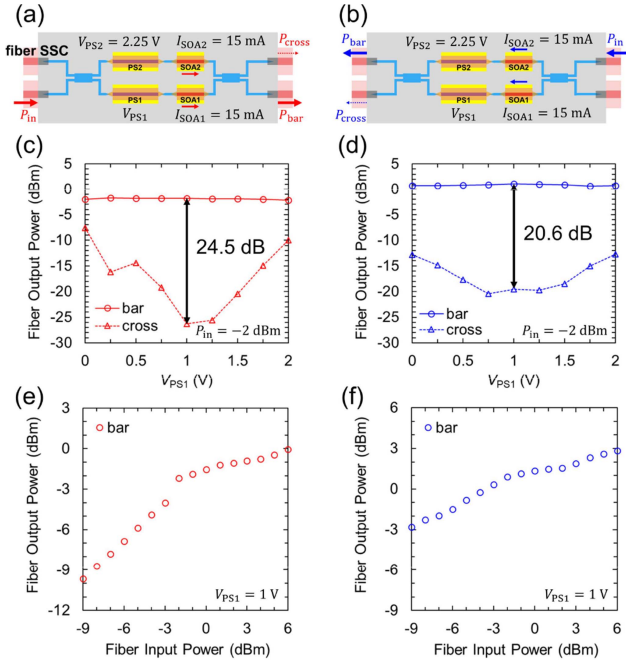 (a)
V_PS2 = 2.25 V
I_SOA2 = 15 mA
P_cross
fiber SSC
PS2
SOA2
PS1
SOA1
P_in
V_PS1
I_SOA1 = 15 mA
P_bar
(b)
V_PS2 = 2.25 V
I_SOA2 = 15 mA
P_bar
P_in
PS2
SOA2
PS1
SOA1
P_cross
V_PS1
I_SOA1 = 15 mA
(c)
Fiber Output Power (dBm)
5
0
-5
-10
-15
-20
-25
-30
24.5 dB
bar
cross
P_in = −2 dBm
0 0.5 1 1.5 2
V_PS1 (V)
(d)
Fiber Output Power (dBm)
5
0
-5
-10
-15
-20
-25
-30
20.6 dB
bar
cross
P_in = −2 dBm
0 0.5 1 1.5 2
V_PS1 (V)
(e)
Fiber Output Power (dBm)
3
0
-3
-6
-9
-12
bar
V_PS1 = 1 V
-9 -6 -3 0 3 6
Fiber Input Power (dBm)
(f)
Fiber Output Power (dBm)
6
3
0
-3
-6
-9
bar
V_PS1 = 1 V
-9 -6 -3 0 3 6
Fiber Input Power (dBm)